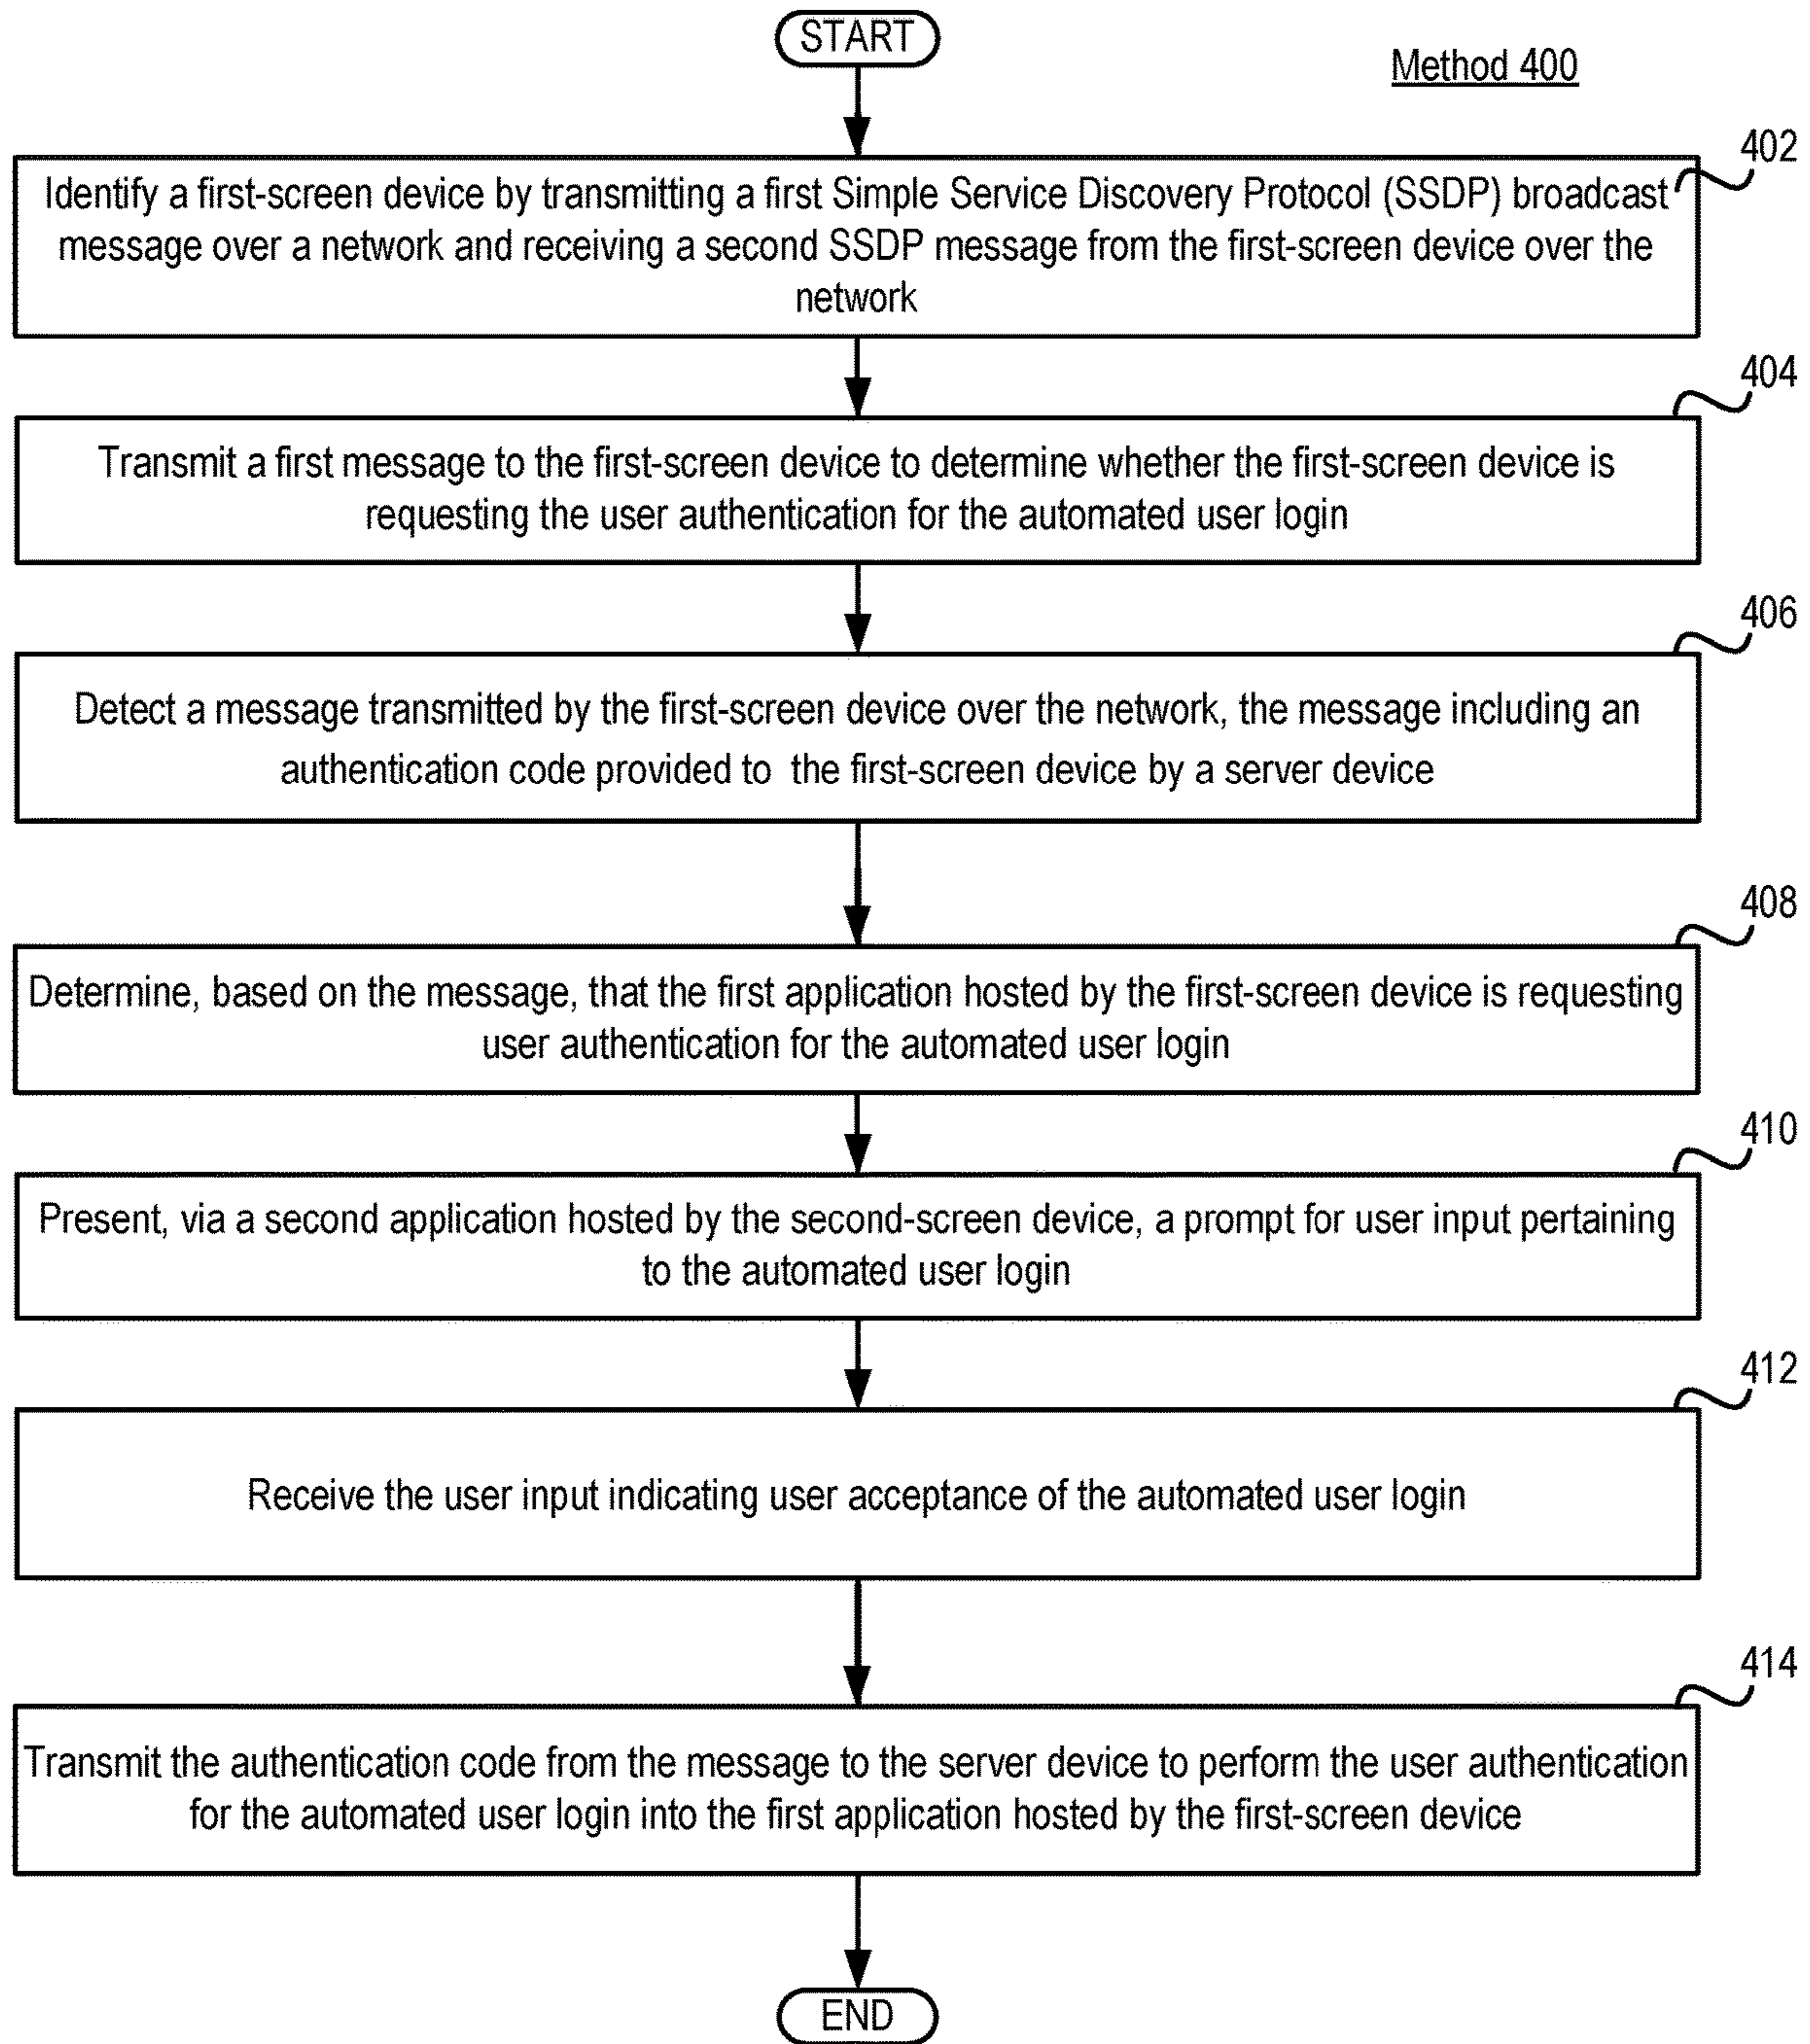 START
Method 400
402
Identify a first-screen device by transmitting a first Simple Service Discovery Protocol (SSDP) broadcast
message over a network and receiving a second SSDP message from the first-screen device over the
network
404
Transmit a first message to the first-screen device to determine whether the first-screen device is
requesting the user authentication for the automated user login
406
Detect a message transmitted by the first-screen device over the network, the message including an
authentication code provided to the first-screen device by a server device
408
Determine, based on the message, that the first application hosted by the first-screen device is requesting
user authentication for the automated user login
410
Present, via a second application hosted by the second-screen device, a prompt for user input pertaining
to the automated user login
412
Receive the user input indicating user acceptance of the automated user login
414
Transmit the authentication code from the message to the server device to perform the user authentication
for the automated user login into the first application hosted by the first-screen device
END